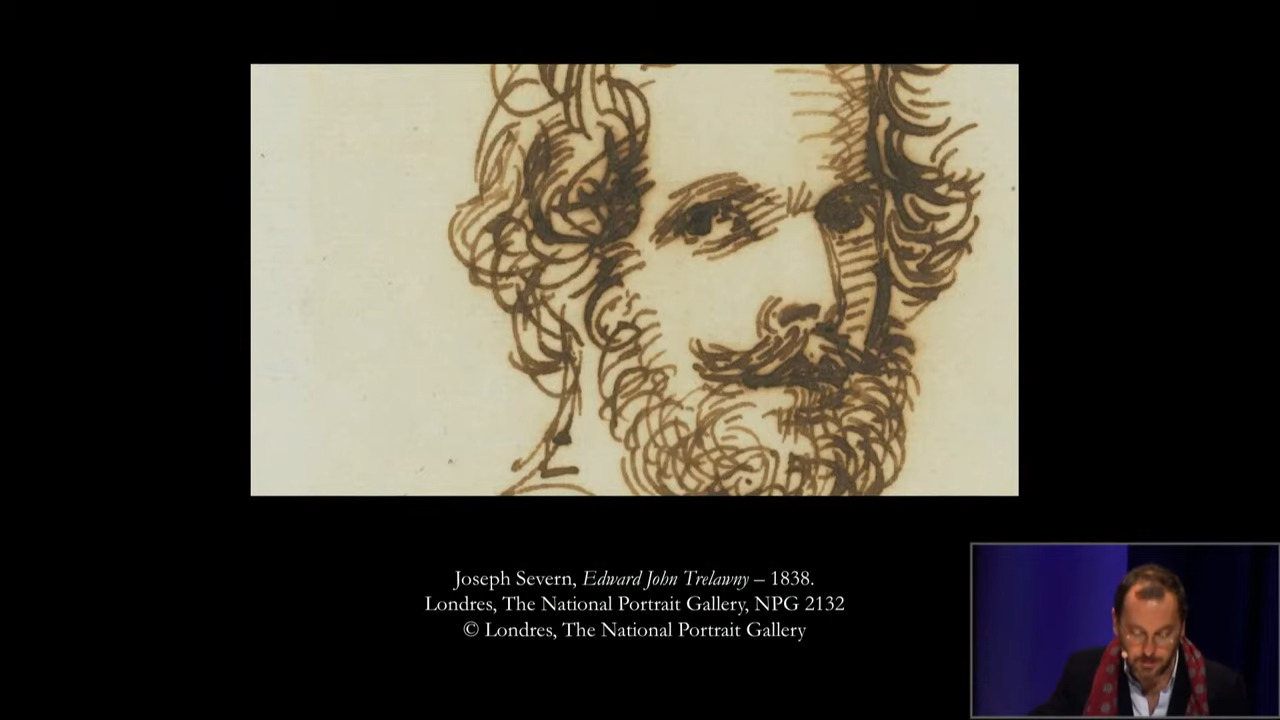 Joseph Severn, Edward John Trelawny – 1838.
Londres, The National Portrait Gallery, NPG 2132
© Londres, The National Portrait Gallery